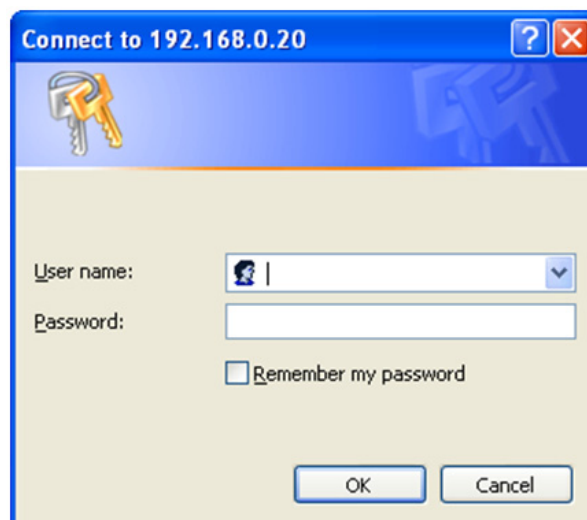 Connect to 192.168.0.20
User name:
Password:
Remember my password
OK Cancel